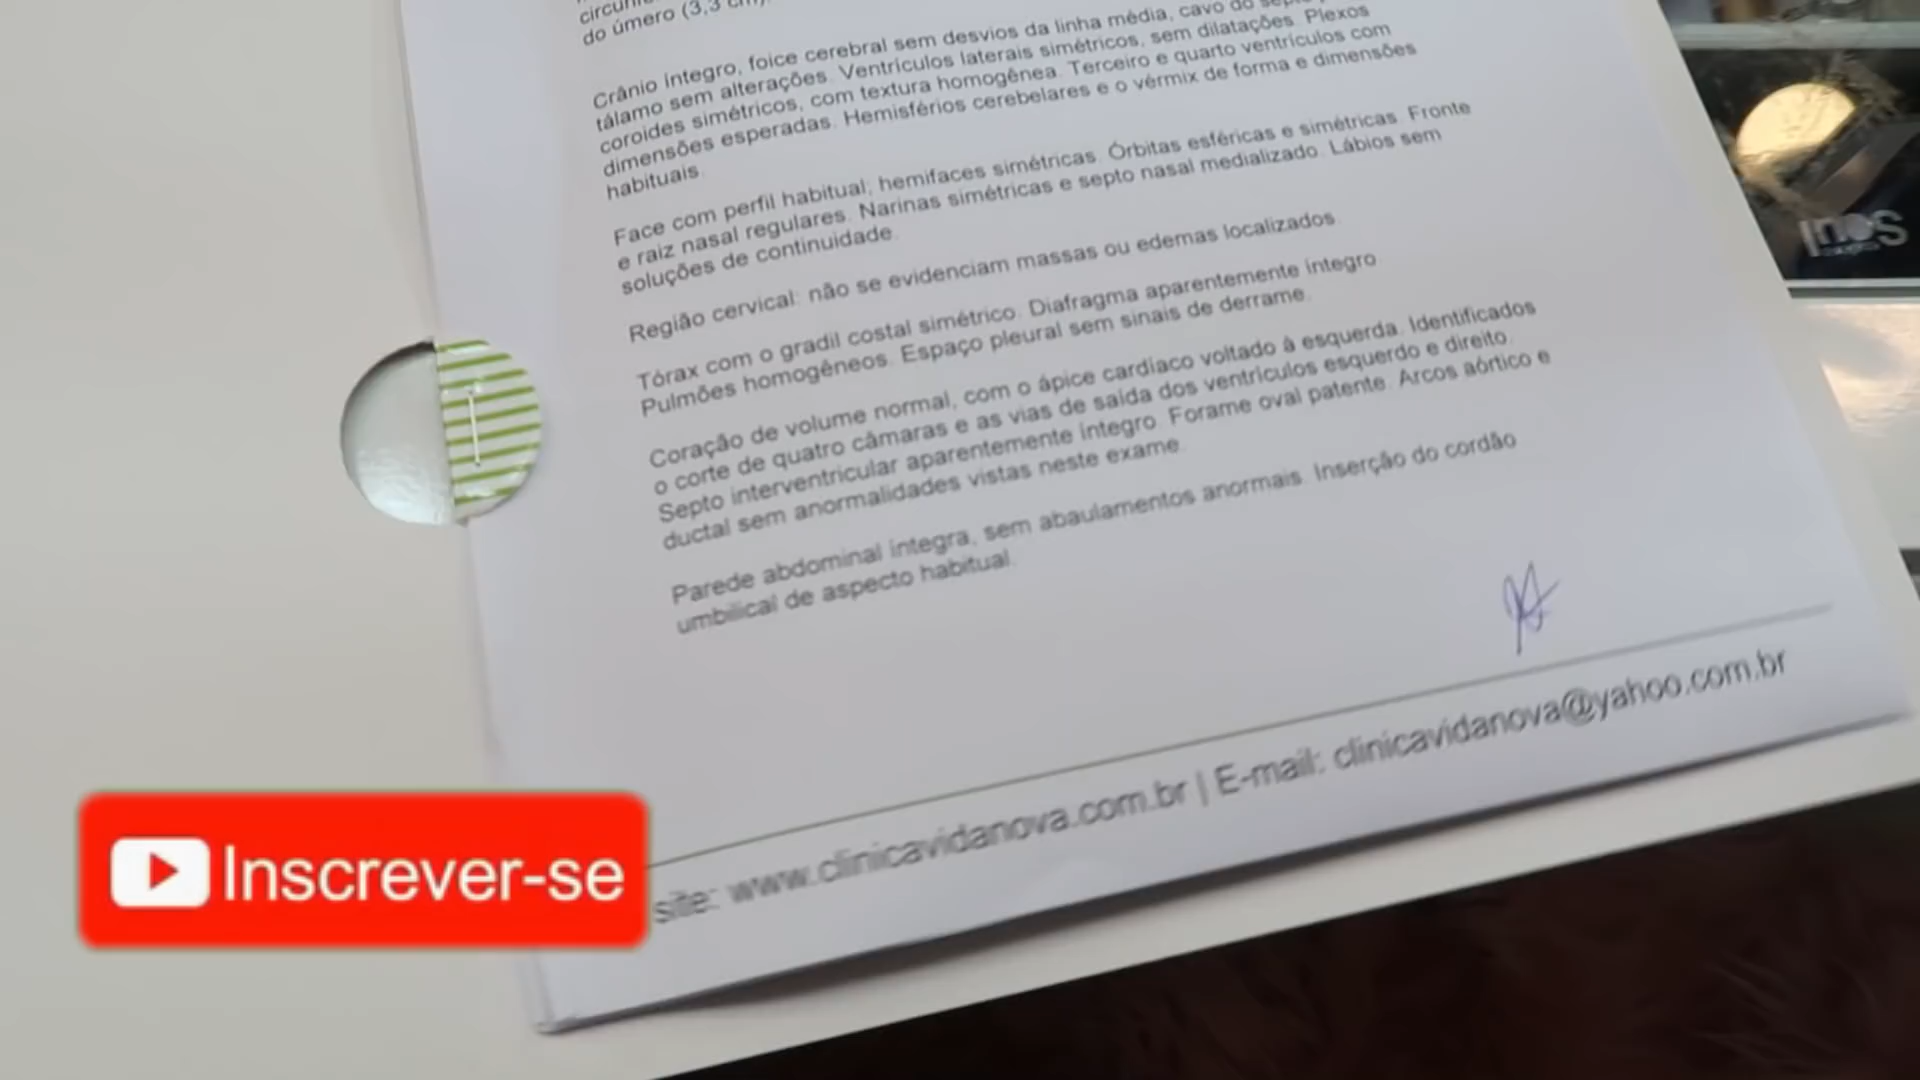 do úmero (3,3 cm).
Crânio íntegro, foice cerebral sem desvios da linha média, cavo do
tálamo sem alterações. Ventrículos laterais simétricos, sem dilatações. Plexos
coroides simétricos, com textura homogênea. Terceiro e quarto ventrículos com
dimensões esperadas. Hemisférios cerebelares e o vérmix de forma e dimensões
habituais.
Face com perfil habitual; hemifaces simétricas. Órbitas esféricas e simétricas. Fronte
e raiz nasal regulares. Narinas simétricas e septo nasal medializado. Lábios sem
soluções de continuidade.
Região cervical: não se evidenciam massas ou edemas localizados.
Tórax com o gradil costal simétrico. Diafragma aparentemente íntegro
Pulmões homogêneos. Espaço pleural sem sinais de derrame.
Coração de volume normal, com o ápice cardíaco voltado à esquerda. Identificados
o corte de quatro câmaras e as vias de saída dos ventrículos esquerdo e direito.
Septo interventricular aparentemente íntegro. Forame oval patente. Arcos aórtico e
ductal sem anormalidades vistas neste exame.
Parede abdominal íntegra, sem abaulamentos anormais. Inserção do cordão
umbilical de aspecto habitual.
site: www.clinicavidanova.com.br | E-mail: clinicavidanova@yahoo.com.br
Inscrever-se